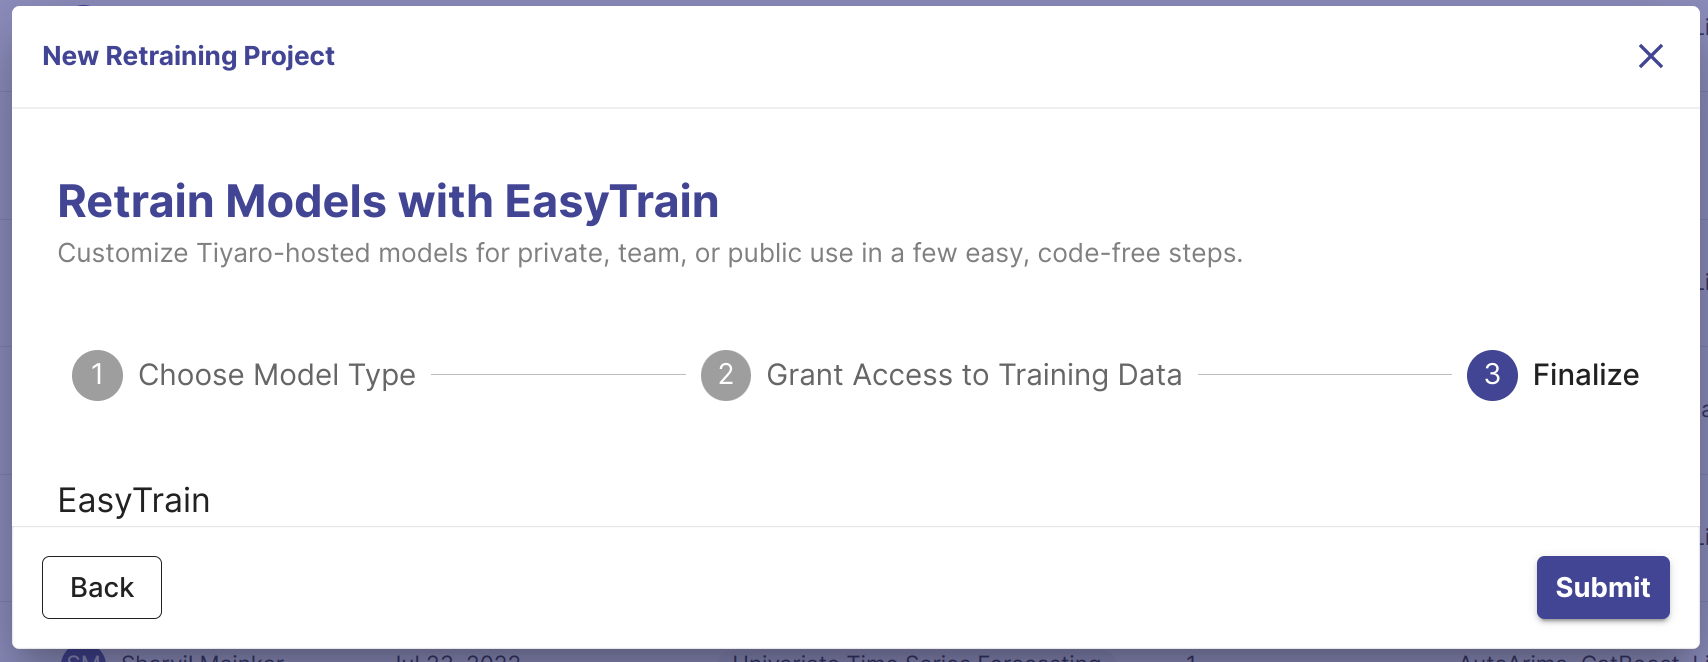 New Retraining Project
Retrain Models with EasyTrain
Customize Tiyaro-hosted models for private, team, or public use in a few easy, code-free steps.
1 Choose Model Type 2 Grant Access to Training Data 3 Finalize
EasyTrain
Back Submit